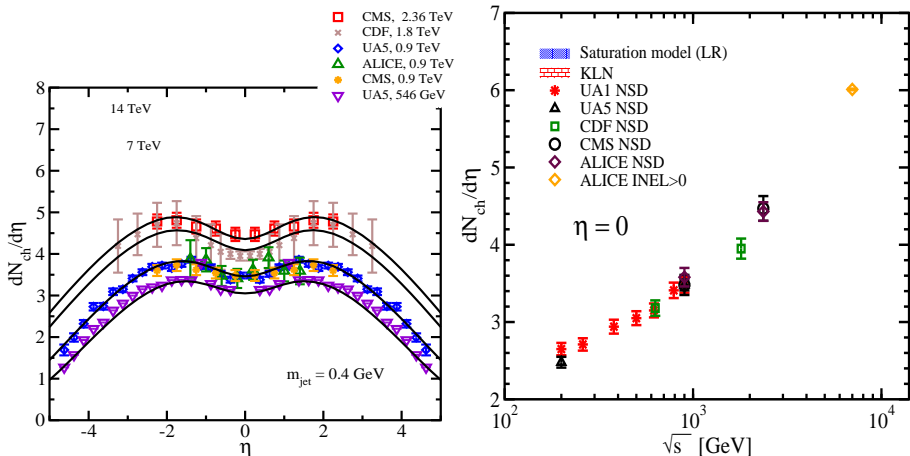 CMS, 2.36 TeV
CDF, 1.8 TeV
UA5, 0.9 TeV
ALICE, 0.9 TeV
CMS, 0.9 TeV
UA5, 546 GeV
8
7
6
5
4
3
2
1
0
dN_ch/dη
14 TeV
7 TeV
m_jet = 0.4 GeV
-4
-2
0
2
4
η
7
6
5
4
3
2
dN_ch/dη
Saturation model (LR)
KLN
UA1 NSD
UA5 NSD
CDF NSD
CMS NSD
ALICE NSD
ALICE INEL>0
η = 0
10^2
10^3
10^4
√s [GeV]